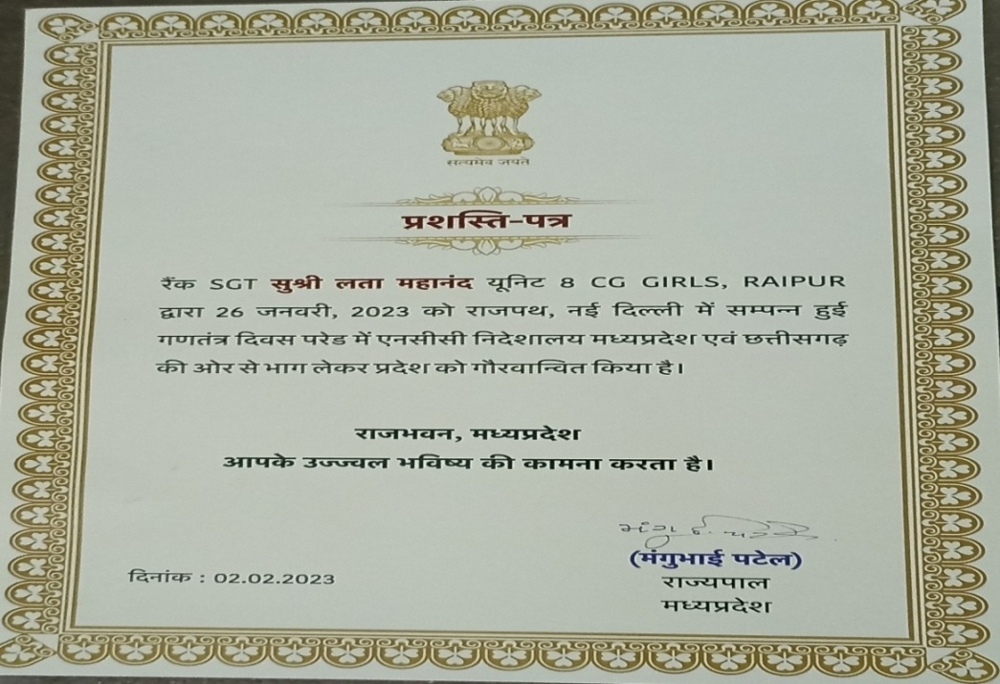 सत्यमेव जयते
प्रशस्ति-पत्र
रैंक SGT सुश्री लता महानंद यूनिट 8 CG GIRLS, RAIPUR
द्वारा 26 जनवरी, 2023 को राजपथ, नई दिल्ली में सम्पन्न हुई
गणतंत्र दिवस परेड में एनसीसी निदेशालय मध्यप्रदेश एवं छत्तीसगढ़
की ओर से भाग लेकर प्रदेश को गौरवान्वित किया है।
राजभवन, मध्यप्रदेश
आपके उज्ज्वल भविष्य की कामना करता है।
(मंगुभाई पटेल)
राज्यपाल
मध्यप्रदेश
दिनांक : 02.02.2023